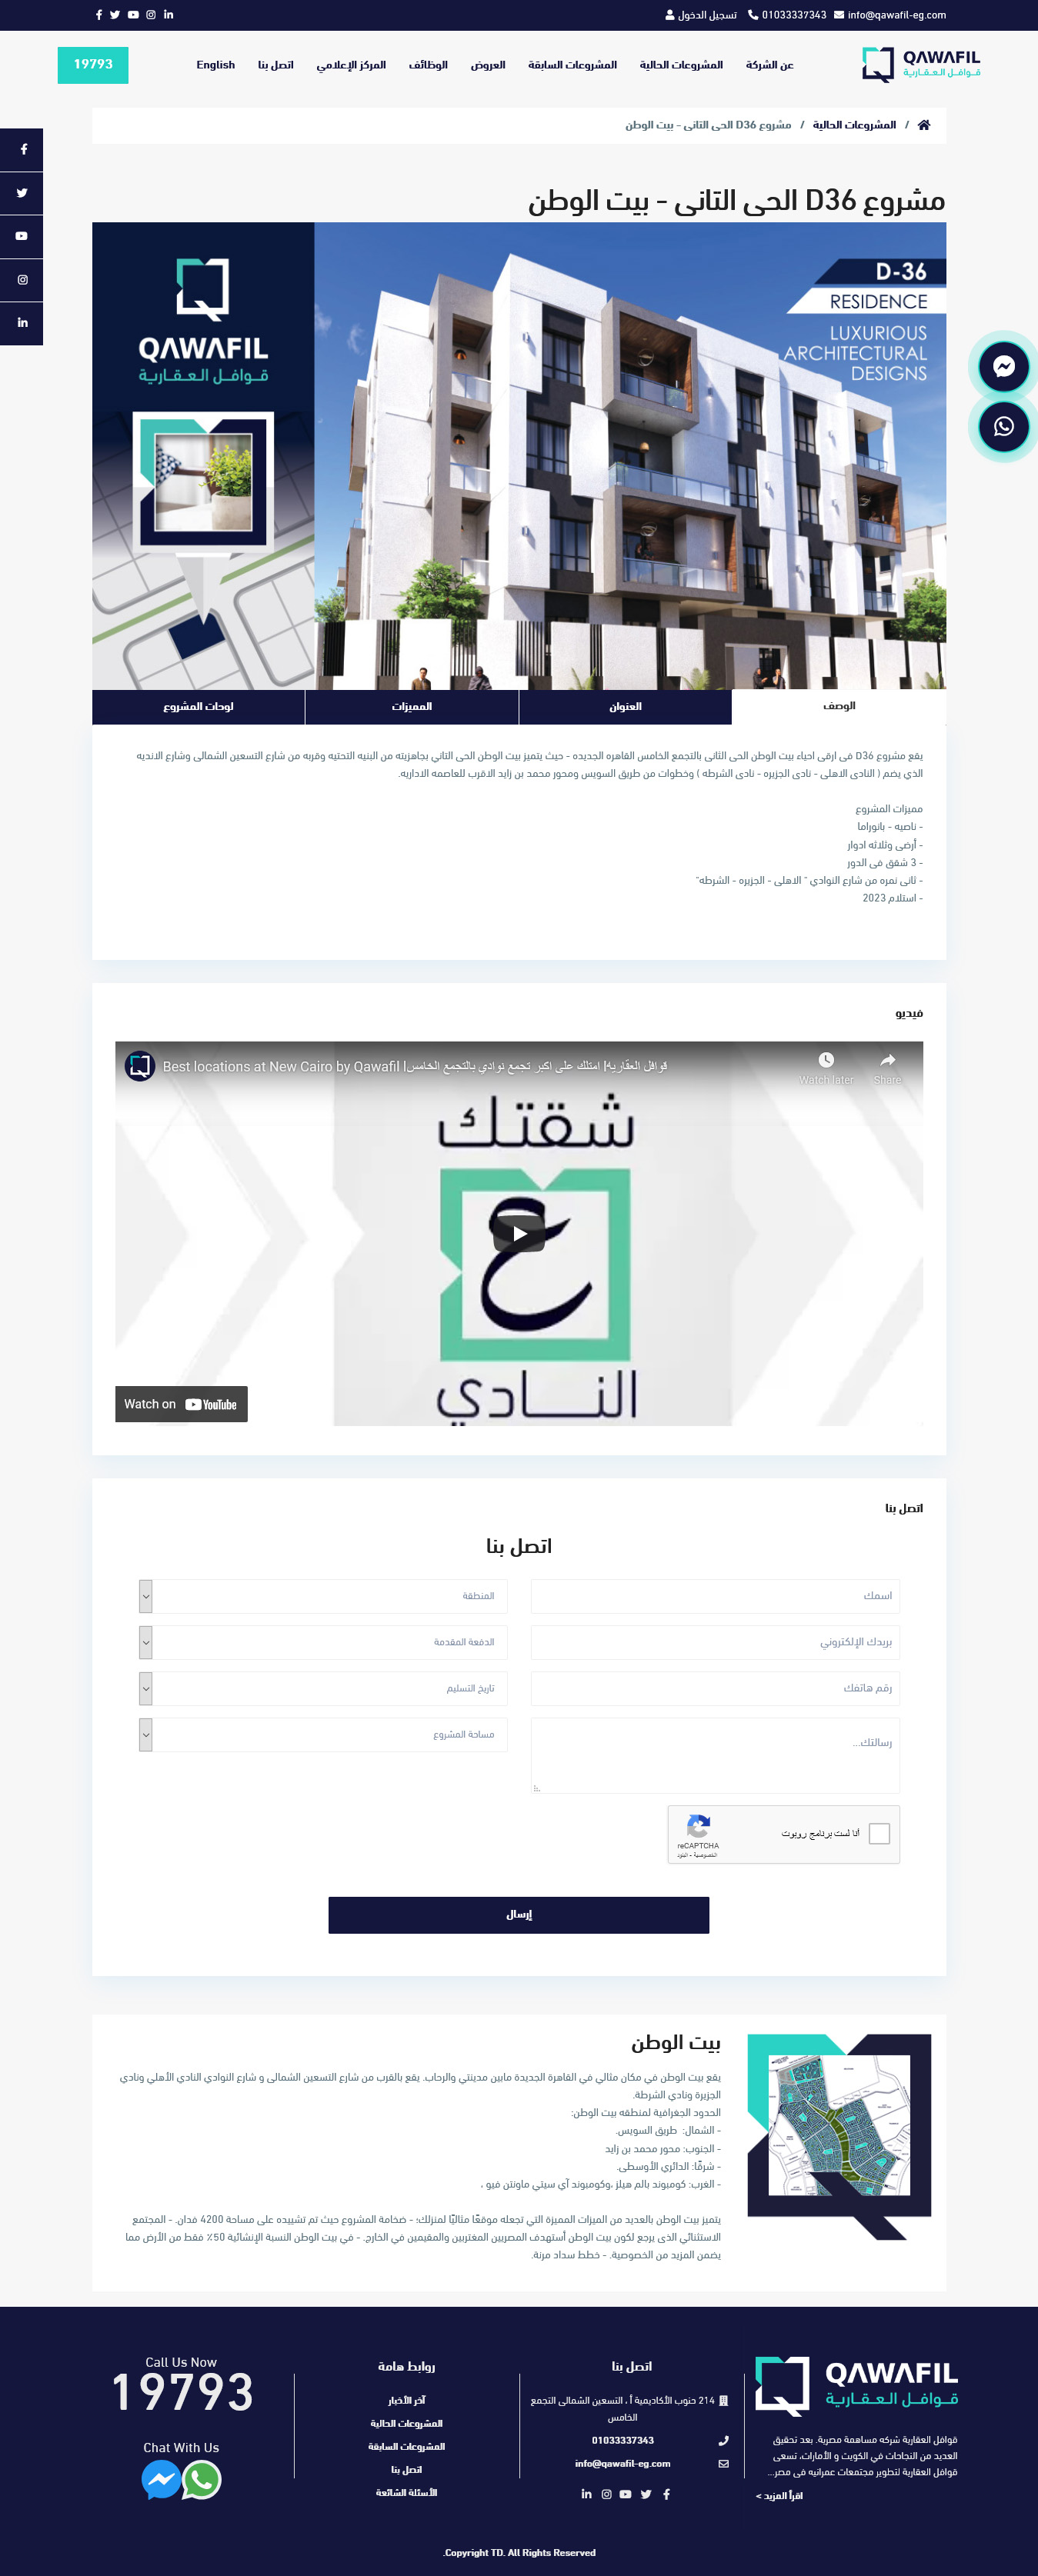 info@qawafil-eg.com 01033337343 تسجيل الدخول
QAWAFIL
قـوافـل العـقـاريـة
عن الشركة المشروعات الحالية المشروعات السابقة العروض الوظائف المركز الإعلامي اتصل بنا English
19793
/ المشروعات الحالية / مشروع D36 الحى التانى - بيت الوطن
مشروع D36 الحى التانى - بيت الوطن
QAWAFIL
قـوافـل العـقـاريـة
D-36
RESIDENCE
LUXURIOUS
ARCHITECTURAL
DESIGNS
الوصف العنوان المميزات لوحات المشروع
يقع مشروع D36 فى ارقى احياء بيت الوطن الحى الثانى بالتجمع الخامس القاهره الجديده - حيث يتميز بيت الوطن الحى الثاني بجاهزيته من البنيه التحتيه وقربه من شارع التسعين الشمالى وشارع الانديه
الذي يضم ( النادى الاهلى - نادى الجزيره - نادى الشرطه ) وخطوات من طريق السويس ومحور محمد بن زايد الاقرب للعاصمه الاداريه.
مميزات المشروع
- ناصيه - بانوراما
- أرضى وثلاثه ادوار
- 3 شقق فى الدور
- ثانى نمره من شارع النوادي " الاهلى - الجزيره - الشرطه"
- استلام 2023
فيديو
Best locations at New Cairo by Qawafil |قوافل العقارية| امتلك على اكبر تجمع نوادي بالتجمع الخامس
Watch later
Share
شقتك
ع
النادي
Watch on YouTube
اتصل بنا
اتصل بنا
اسمك
المنطقة
بريدك الإلكتروني
الدفعة المقدمة
رقم هاتفك
تاريخ التسليم
رسالتك...
مساحة المشروع
أنا لست برنامج روبوت
reCAPTCHA
الخصوصية - البنود
إرسال
بيت الوطن
يقع بيت الوطن في مكان مثالي في القاهرة الجديدة مابين مدينتي والرحاب. يقع بالقرب من شارع التسعين الشمالى و شارع النوادي النادي الأهلي ونادي
الجزيرة ونادي الشرطة.
الحدود الجغرافية لمنطقه بيت الوطن:
- الشمال: طريق السويس.
- الجنوب: محور محمد بن زايد
- شرقًا: الدائري الأوسطى.
- الغرب: كومبوند بالم هيلز ،وكومبوند آي سيتي ماونتن فيو .
يتميز بيت الوطن بالعديد من الميزات المميزة التي تجعله موقعًا مثاليًا لمنزلك؛ - ضخامة المشروع حيث تم تشييده على مساحة 4200 فدان. - المجتمع
الاستثنائي الذى يرجع لكون بيت الوطن أستهدف المصريين المغتربين والمقيمين في الخارج. - في بيت الوطن النسبة الإنشائية 50٪ فقط من الأرض مما
يضمن المزيد من الخصوصية. - خطط سداد مرنة.
QAWAFIL
قـوافـل العـقـاريـة
قوافل العقارية شركه مساهمة مصرية. بعد تحقيق
العديد من النجاحات في الكويت و الأمارات، تسعى
قوافل العقارية لتطوير مجتمعات عمرانيه فى مصر...
اقرأ المزيد >
اتصل بنا
214 جنوب الأكاديمية أ ، التسعين الشمالى التجمع
الخامس
01033337343
info@qawafil-eg.com
روابط هامة
آخر الأخبار
المشروعات الحالية
المشروعات السابقة
اتصل بنا
الأسئلة الشائعة
Call Us Now
19793
Chat With Us
.Copyright TD. All Rights Reserved